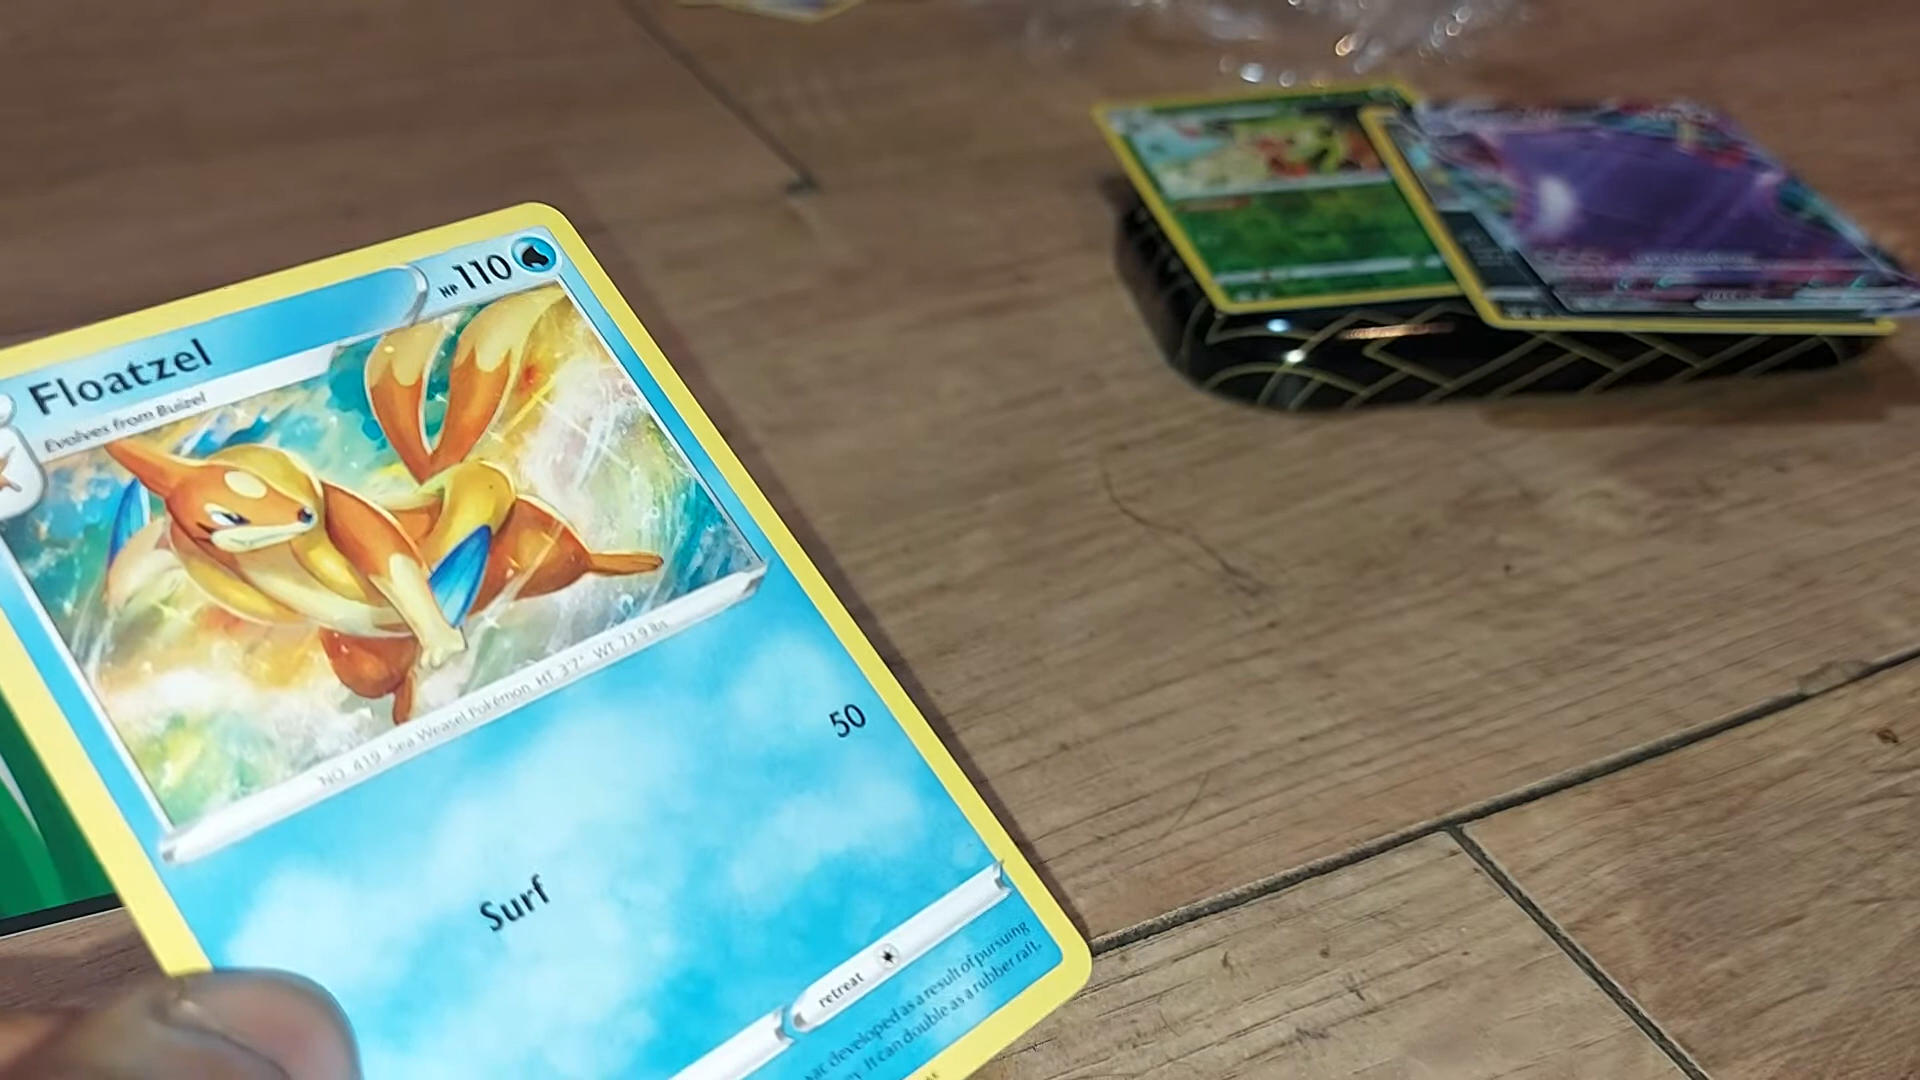 HP 110
Floatzel
Evolves from Buizel
NO. 419 Sea Weasel Pokémon HT. 3'7" WT. 73.9 lbs
50
Surf
retreat
developed as a result of pursuing
It can double as a rubber raft.